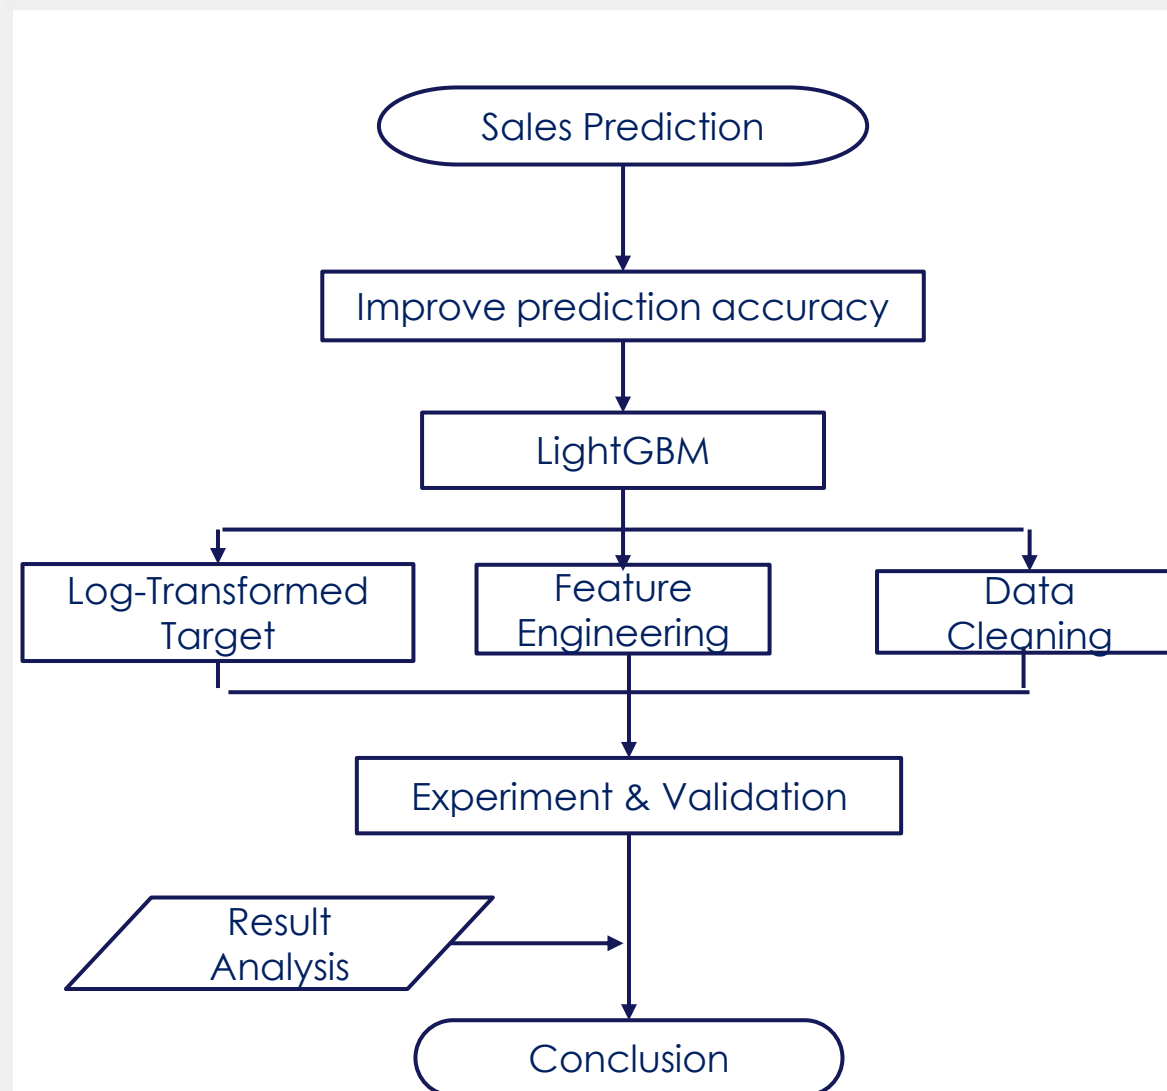 Sales Prediction
Improve prediction accuracy
LightGBM
Log-Transformed
Target
Feature
Engineering
Data
Cleaning
Experiment & Validation
Result
Analysis
Conclusion